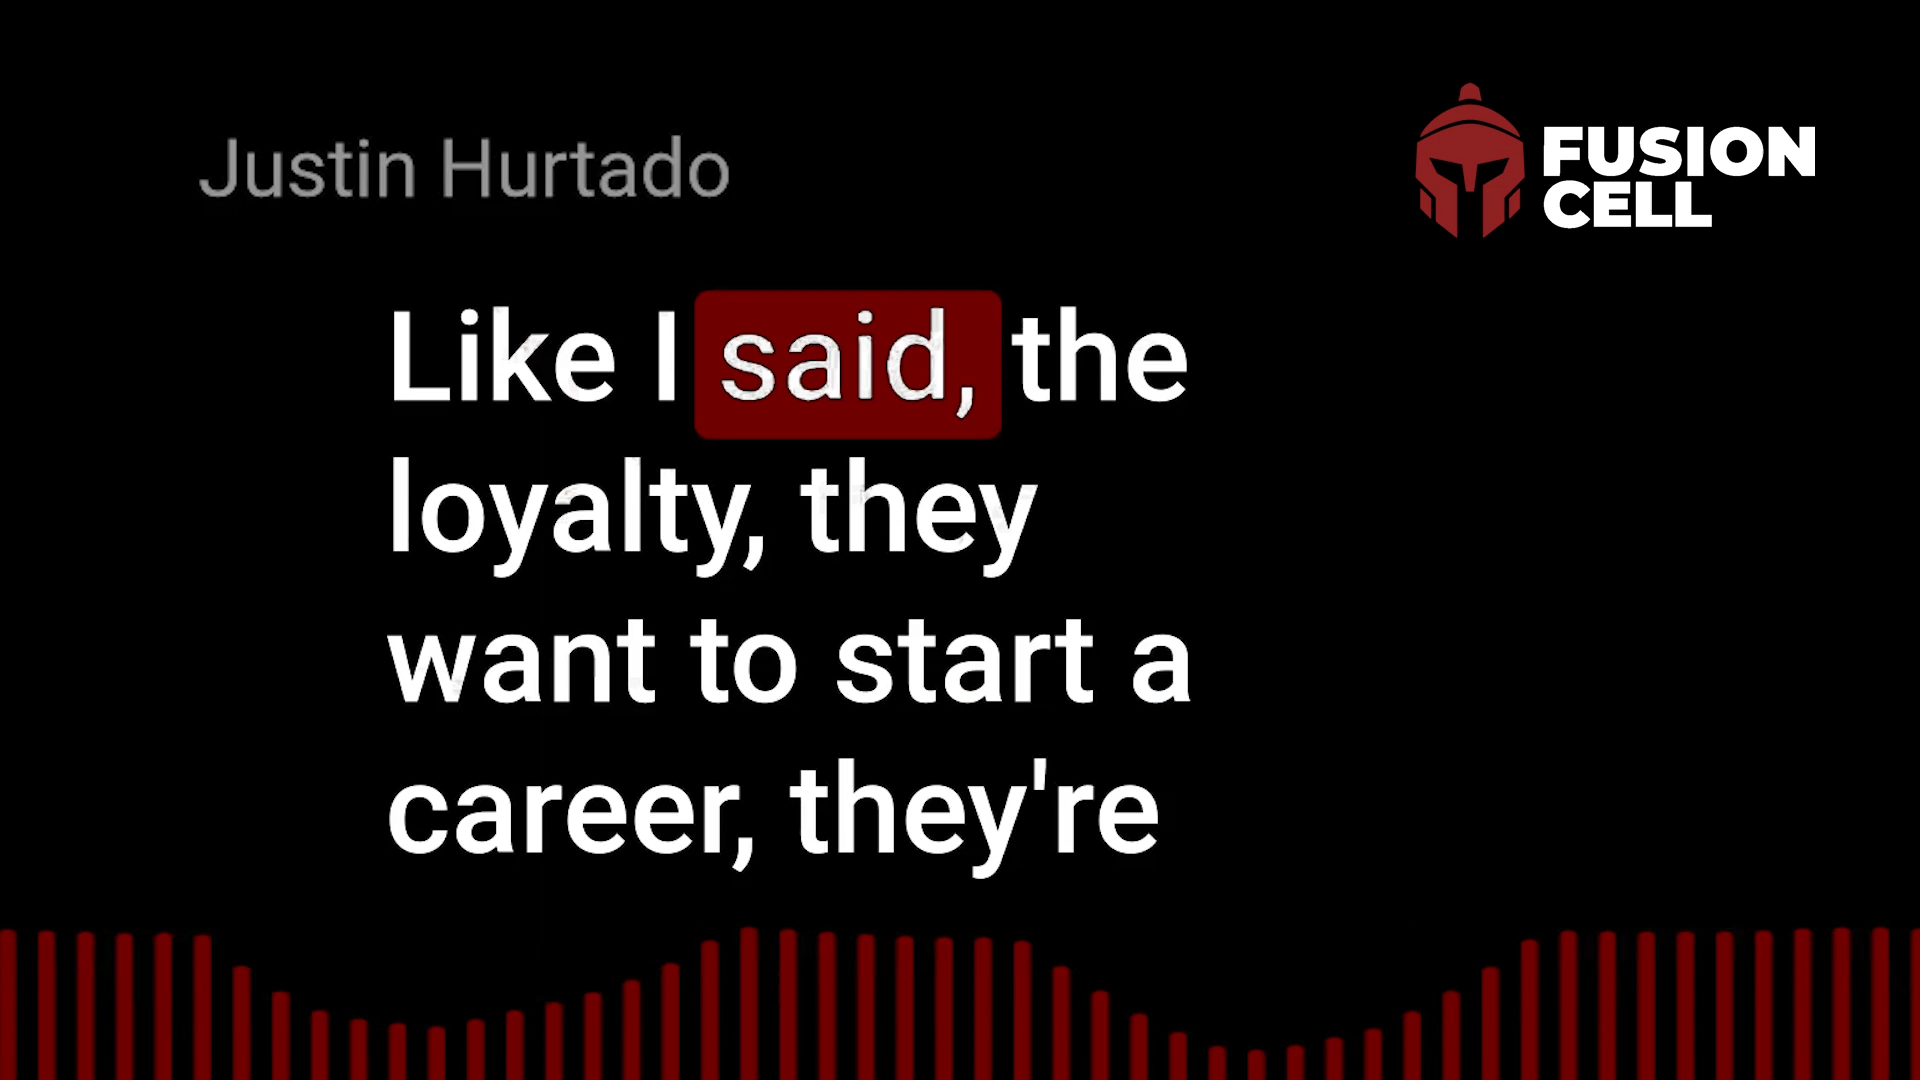 Justin Hurtado
FUSION
CELL
Like I said, the
loyalty, they
want to start a
career, they're